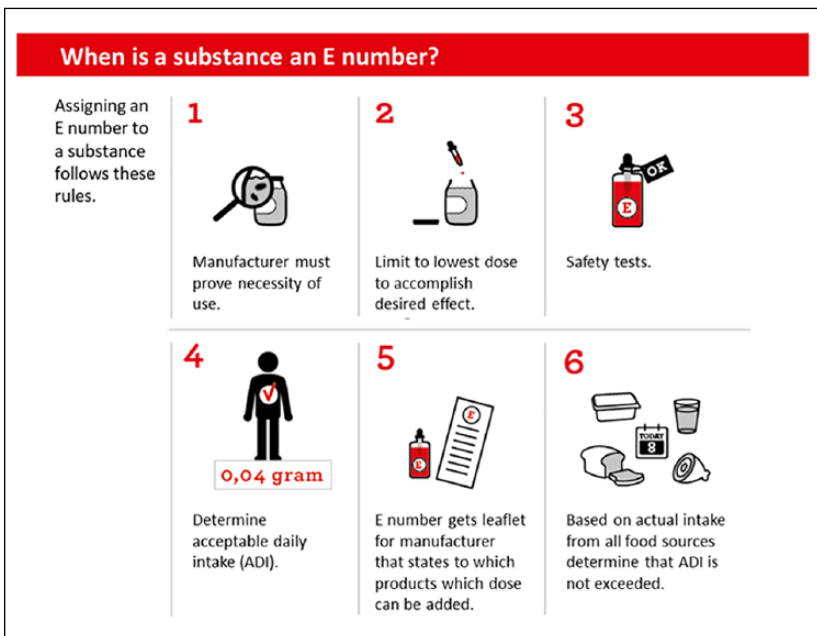 When is a substance an E number?
Assigning an
E number to
a substance
follows these
rules.
1
Manufacturer must
prove necessity of
use.
2
Limit to lowest dose
to accomplish
desired effect.
3
OK
E
Safety tests.
4
0,04 gram
Determine
acceptable daily
intake (ADI).
5
E
E
E number gets leaflet
for manufacturer
that states to which
products which dose
can be added.
6
TODAY
8
Based on actual intake
from all food sources
determine that ADI is
not exceeded.